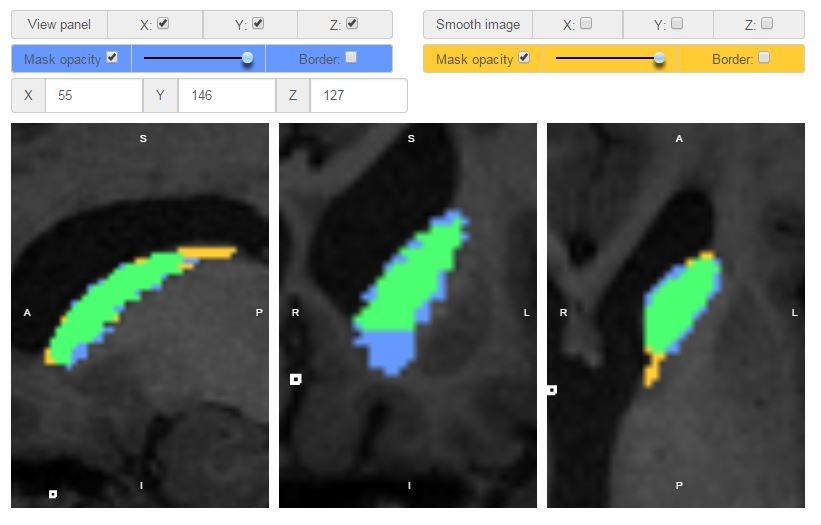 View panel X: Y: Z: Smooth image X: Y: Z:
Mask opacity Border: Mask opacity Border:
X 55 Y 146 Z 127
S S A
A P R L R L
I I P